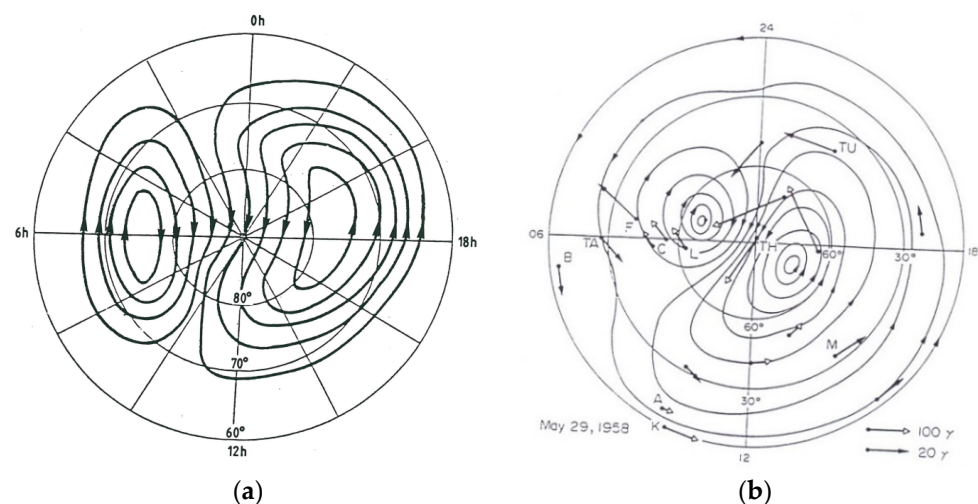 0h
6h
18h
80°
70°
60°
12h
(a)
24
TU
06
TA
F
C
L
TH
60°
30°
18
B
60°
M
30°
A
K
May 29, 1958
12
100 γ
20 γ
(b)